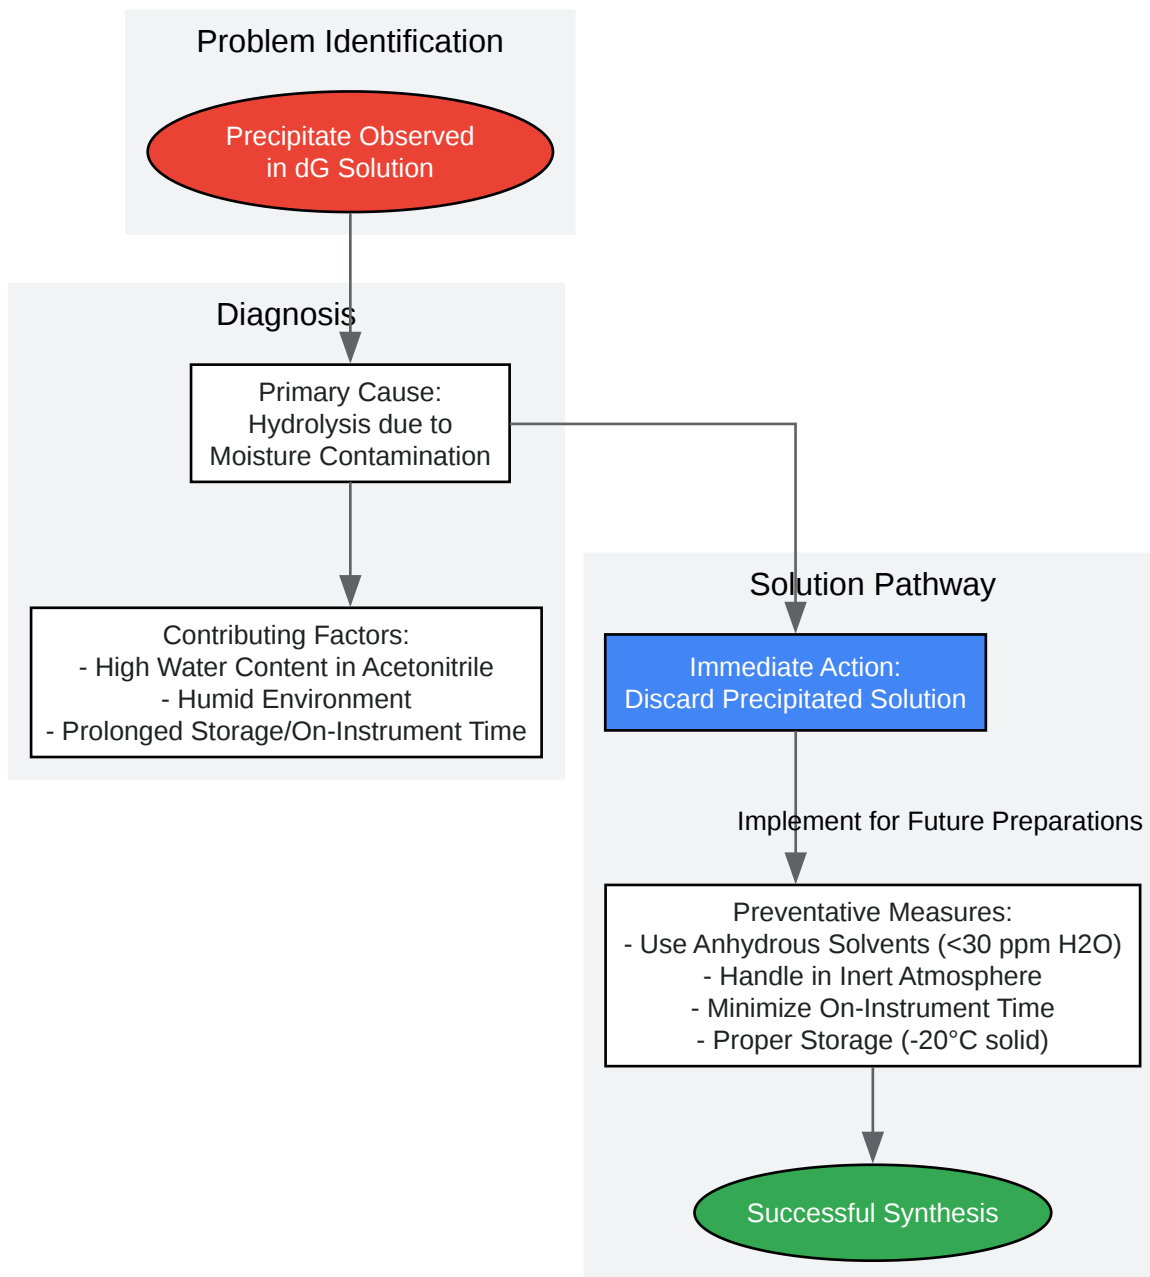 Problem Identification
Precipitate Observed
in dG Solution
Diagnosis
Primary Cause:
Hydrolysis due to
Moisture Contamination
Contributing Factors:
- High Water Content in Acetonitrile
- Humid Environment
- Prolonged Storage/On-Instrument Time
Solution Pathway
Immediate Action:
Discard Precipitated Solution
Implement for Future Preparations
Preventative Measures:
- Use Anhydrous Solvents (<30 ppm H2O)
- Handle in Inert Atmosphere
- Minimize On-Instrument Time
- Proper Storage (-20°C solid)
Successful Synthesis